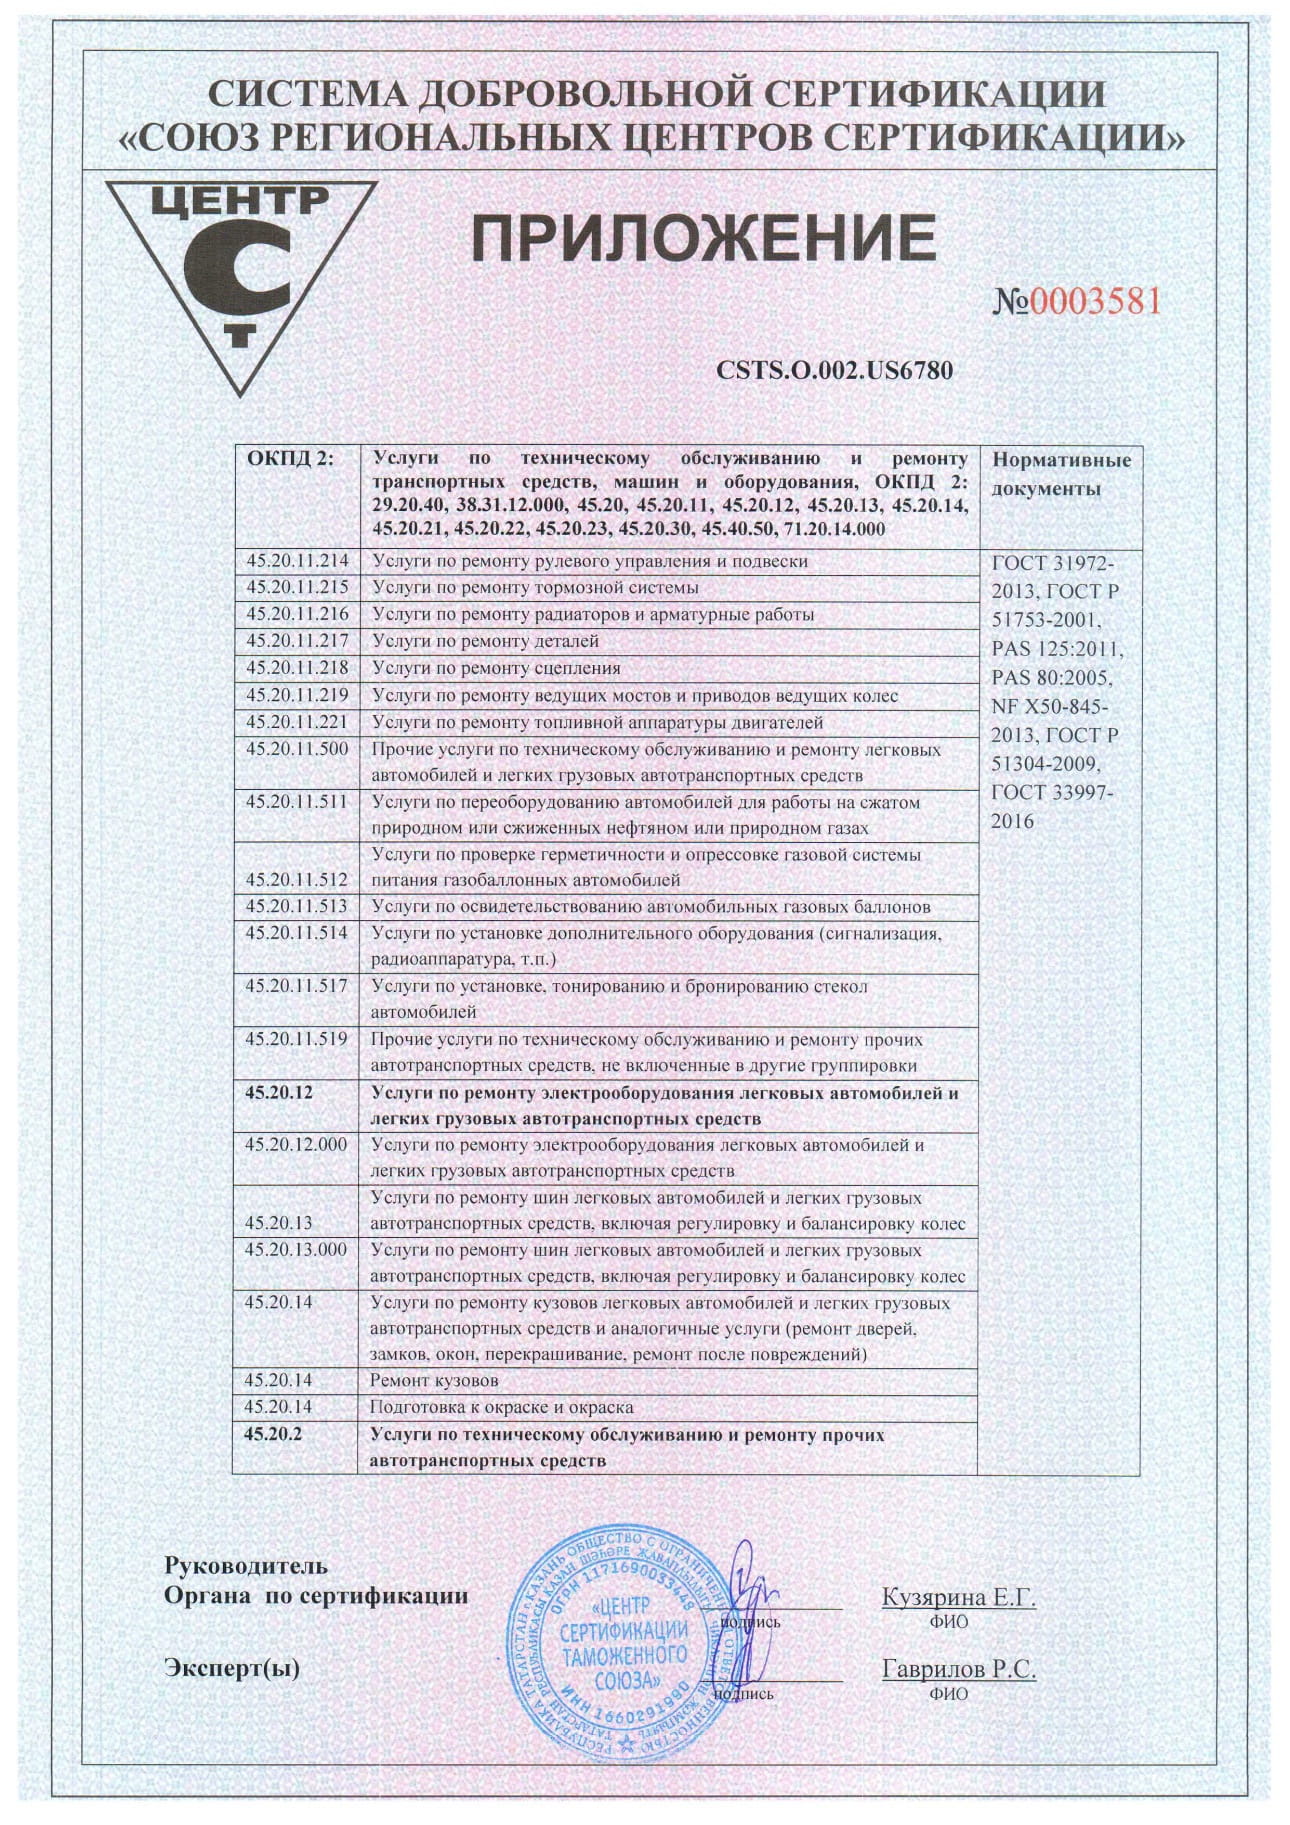 СИСТЕМА ДОБРОВОЛЬНОЙ СЕРТИФИКАЦИИ
«СОЮЗ РЕГИОНАЛЬНЫХ ЦЕНТРОВ СЕРТИФИКАЦИИ»
ЦЕНТР
С
Т
ПРИЛОЖЕНИЕ
№0003581
CSTS.O.002.US6780
ОКПД 2:
Услуги по техническому обслуживанию и ремонту
транспортных средств, машин и оборудования, ОКПД 2:
29.20.40, 38.31.12.000, 45.20, 45.20.11, 45.20.12, 45.20.13, 45.20.14,
45.20.21, 45.20.22, 45.20.23, 45.20.30, 45.40.50, 71.20.14.000
Нормативные
документы
45.20.11.214 Услуги по ремонту рулевого управления и подвески
45.20.11.215 Услуги по ремонту тормозной системы
45.20.11.216 Услуги по ремонту радиаторов и арматурные работы
45.20.11.217 Услуги по ремонту деталей
45.20.11.218 Услуги по ремонту сцепления
45.20.11.219 Услуги по ремонту ведущих мостов и приводов ведущих колес
45.20.11.221 Услуги по ремонту топливной аппаратуры двигателей
45.20.11.500 Прочие услуги по техническому обслуживанию и ремонту легковых
автомобилей и легких грузовых автотранспортных средств
45.20.11.511 Услуги по переоборудованию автомобилей для работы на сжатом
природном или сжиженных нефтяном или природном газах
Услуги по проверке герметичности и опрессовке газовой системы
45.20.11.512 питания газобаллонных автомобилей
45.20.11.513 Услуги по освидетельствованию автомобильных газовых баллонов
45.20.11.514 Услуги по установке дополнительного оборудования (сигнализация,
радиоаппаратура, т.п.)
45.20.11.517 Услуги по установке, тонированию и бронированию стекол
автомобилей
45.20.11.519 Прочие услуги по техническому обслуживанию и ремонту прочих
автотранспортных средств, не включенные в другие группировки
45.20.12 Услуги по ремонту электрооборудования легковых автомобилей и
легких грузовых автотранспортных средств
45.20.12.000 Услуги по ремонту электрооборудования легковых автомобилей и
легких грузовых автотранспортных средств
Услуги по ремонту шин легковых автомобилей и легких грузовых
45.20.13 автотранспортных средств, включая регулировку и балансировку колес
45.20.13.000 Услуги по ремонту шин легковых автомобилей и легких грузовых
автотранспортных средств, включая регулировку и балансировку колес
45.20.14 Услуги по ремонту кузовов легковых автомобилей и легких грузовых
автотранспортных средств и аналогичные услуги (ремонт дверей,
замков, окон, перекрашивание, ремонт после повреждений)
45.20.14 Ремонт кузовов
45.20.14 Подготовка к окраске и окраска
45.20.2 Услуги по техническому обслуживанию и ремонту прочих
автотранспортных средств
ГОСТ 31972-
2013, ГОСТ Р
51753-2001,
PAS 125:2011,
PAS 80:2005,
NF X50-845-
2013, ГОСТ Р
51304-2009,
ГОСТ 33997-
2016
Руководитель
Органа по сертификации
подпись
Кузярина Е.Г.
ФИО
Эксперт(ы)
подпись
Гаврилов Р.С.
ФИО
РЕСПУБЛИКА ТАТАРСТАН г. КАЗАНЬ ОБЩЕСТВО С ОГРАНИЧЕННОЙ ОТВЕТСТВЕННОСТЬЮ
ТАТАРСТАН РЕСПУБЛИКАСЫ КАЗАН ШӘҺӘРЕ ҖАВАПЛЫЛЫГЫ ЧИКЛӘНГӘН ҖӘМГЫЯТЬ
ОГРН 1171690033448
«ЦЕНТР
СЕРТИФИКАЦИИ
ТАМОЖЕННОГО
СОЮЗА»
ИНН 1660291990